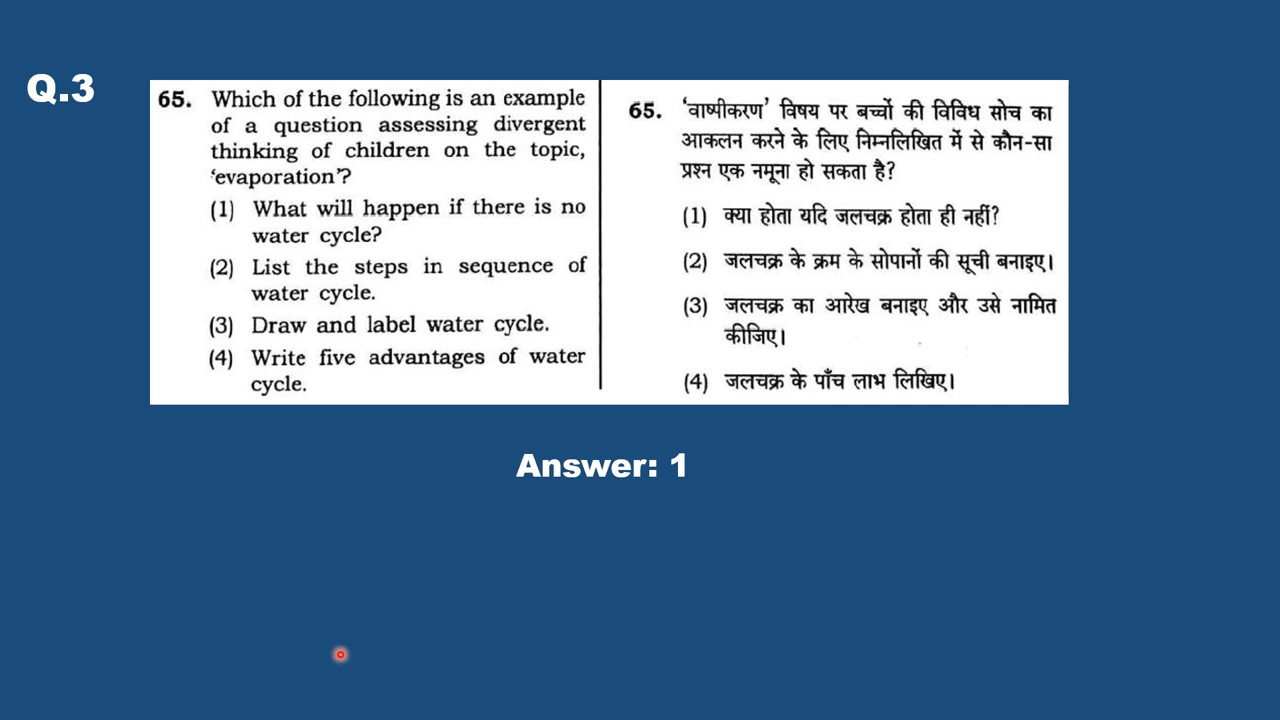 Q.3
65. Which of the following is an example
of a question assessing divergent
thinking of children on the topic,
‘evaporation’?
(1) What will happen if there is no
water cycle?
(2) List the steps in sequence of
water cycle.
(3) Draw and label water cycle.
(4) Write five advantages of water
cycle.
65. ‘वाष्पीकरण’ विषय पर बच्चों की विविध सोच का
आकलन करने के लिए निम्नलिखित में से कौन-सा
प्रश्न एक नमूना हो सकता है?
(1) क्या होता यदि जलचक्र होता ही नहीं?
(2) जलचक्र के क्रम के सोपानों की सूची बनाइए।
(3) जलचक्र का आरेख बनाइए और उसे नामित
कीजिए।
(4) जलचक्र के पाँच लाभ लिखिए।
Answer: 1